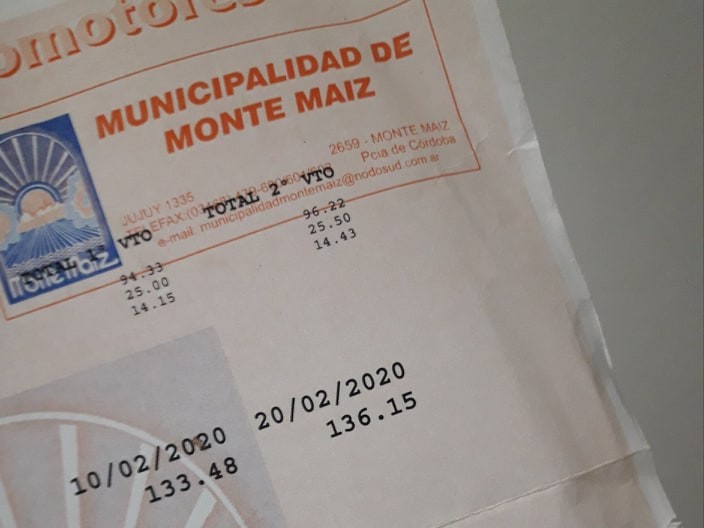 omotores
MUNICIPALIDAD DE
MONTE MAIZ
JUJUY 1335
2659 - MONTE MAIZ
Pcia de Córdoba
e-mail: municipalidadmontemaiz@nodosud.com.ar
Monte Maiz
TOTAL 1° VTO TOTAL 2° VTO
94.33 96.22
25.00 25.50
14.15 14.43
10/02/2020 20/02/2020
133.48 136.15